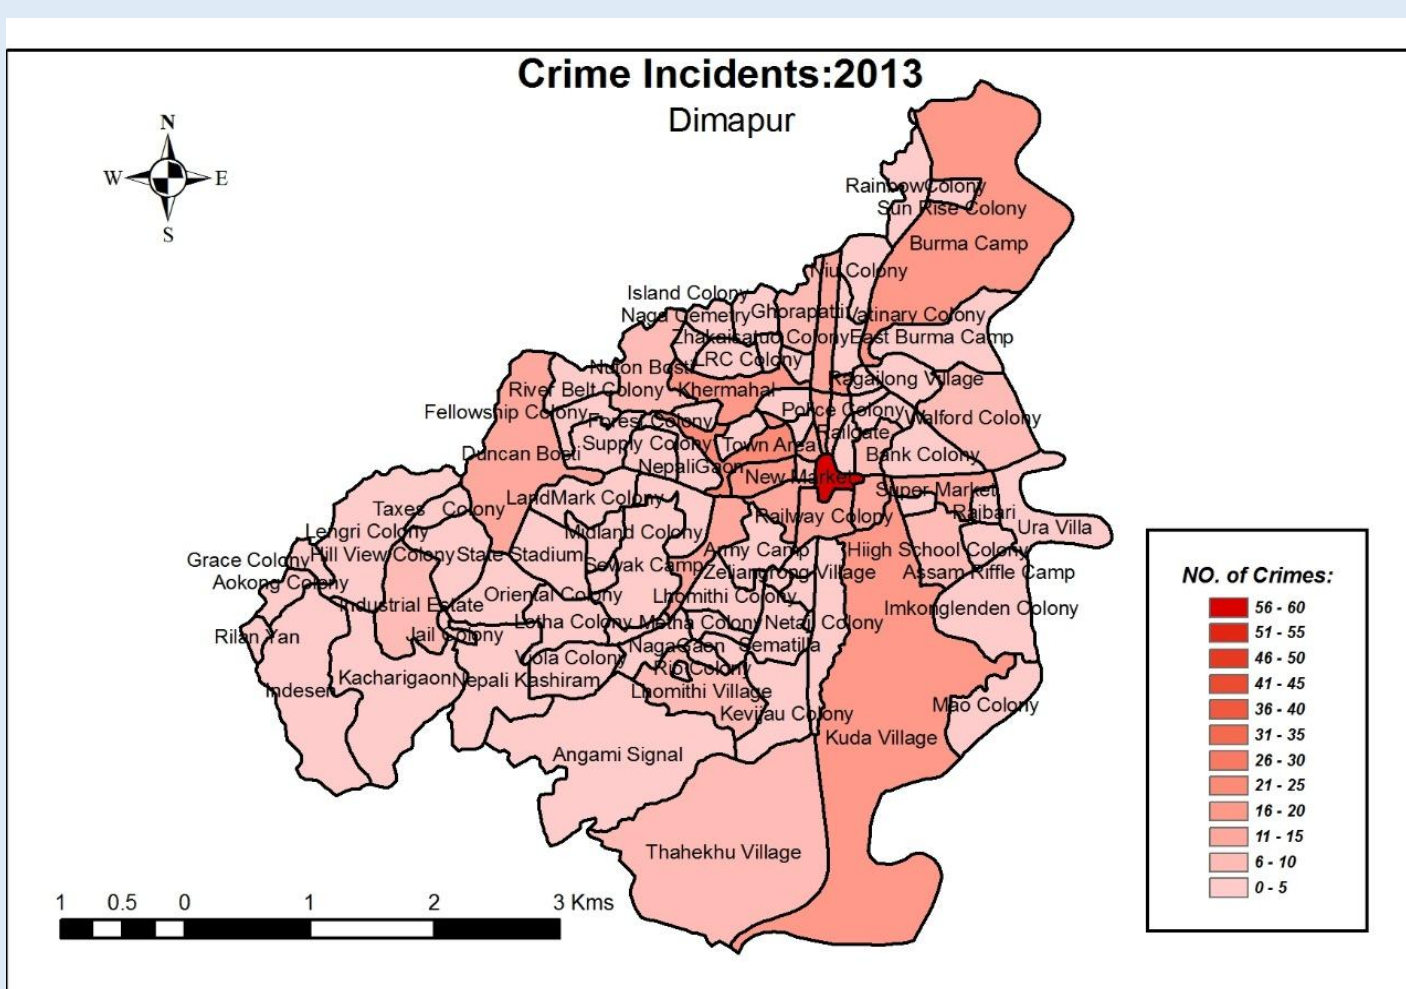 Crime Incidents:2013
Dimapur
N
W E
S
RainbowColony
Sun Rise Colony
Burma Camp
Niu Colony
Island Colony
Naga Cemetry
Ghorapatti
Vatinary Colony
Zhakaisatuo Colony
East Burma Camp
LRC Colony
Nuton Bosti
Ragailong Village
River Belt Colony
Khermahal
Fellowship Colony
Police Colony
Walford Colony
Forest Colony
Railgate
Supply Colony
Town Area
Duncan Bosti
Bank Colony
NepaliGaon
New Market
Super Market
LandMark Colony
Taxes Colony
Rajbari
Railway Colony
Ura Villa
Lengri Colony
Midland Colony
Grace Colony
Hill View Colony
State Stadium
Army Camp
Hiigh School Colony
Sewak Camp
Zeliangrong Village
Assam Riffle Camp
Aokong Colony
Oriental Colony
Lhomithi Colony
Industrial Estate
Imkonglenden Colony
Lotha Colony
Metha Colony
Netaji Colony
Rilan Yan
Jail Colony
NagaGaen
Sematilla
Viola Colony
Rio Colony
Kacharigaon
Nepali Kashiram
Indesen
Lhomithi Village
Mao Colony
Kevijau Colony
Kuda Village
Angami Signal
Thahekhu Village
NO. of Crimes:
56 - 60
51 - 55
46 - 50
41 - 45
36 - 40
31 - 35
26 - 30
21 - 25
16 - 20
11 - 15
6 - 10
0 - 5
1 0.5 0 1 2 3 Kms